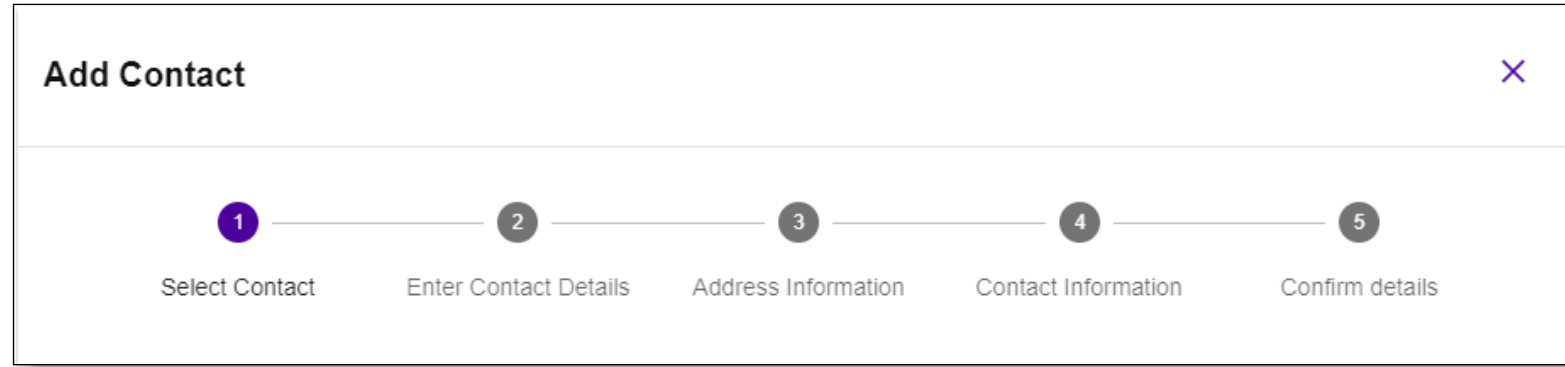 Add Contact
1 2 3 4 5
Select Contact Enter Contact Details Address Information Contact Information Confirm details